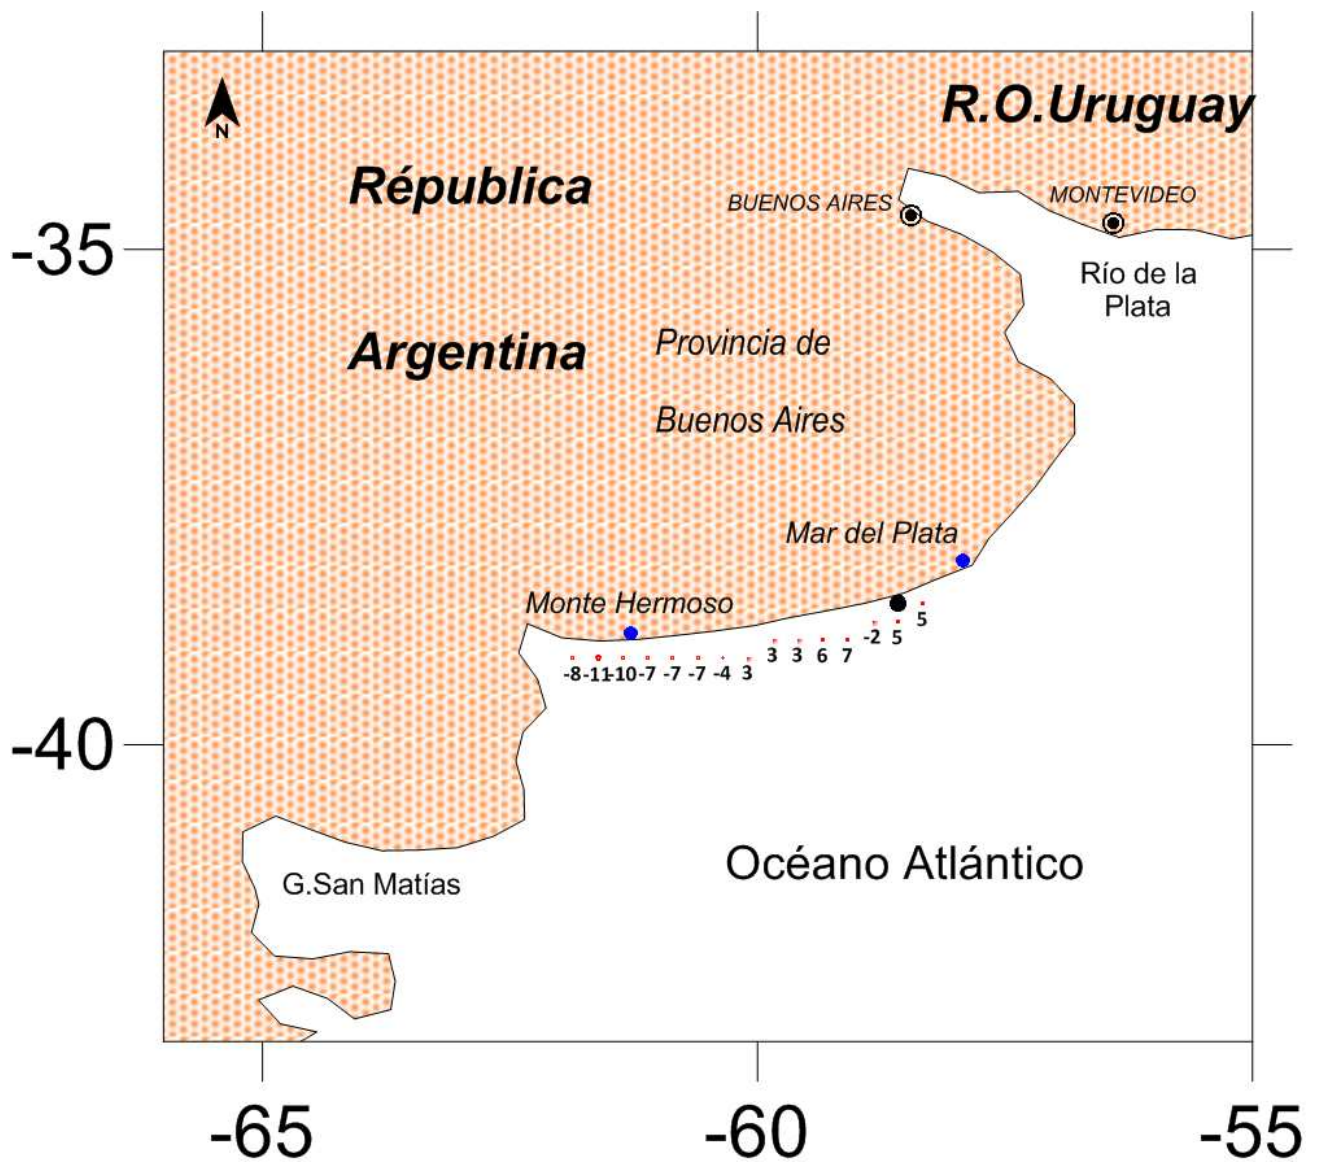 R.O.Uruguay
N
Républica
BUENOS AIRES
MONTEVIDEO
-35
Río de la
Plata
Argentina
Provincia de
Buenos Aires
Mar del Plata
Monte Hermoso
5
-2 5
3 3 6 7
-8 -11 -10 -7 -7 -7 -4 3
-40
Océano Atlántico
G.San Matías
-65 -60 -55